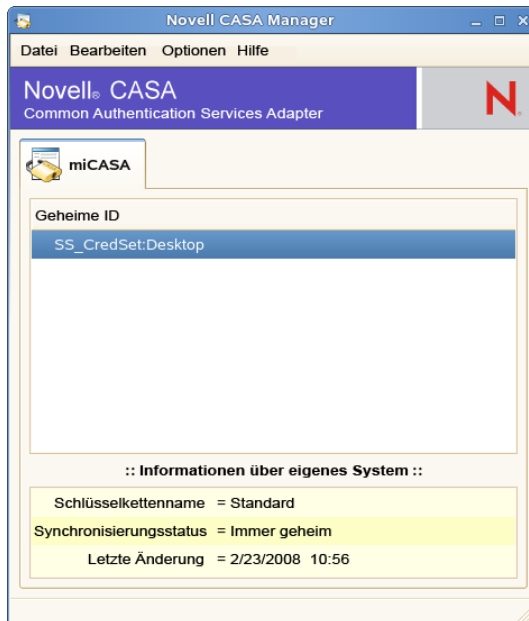 Novell CASA Manager
Datei Bearbeiten Optionen Hilfe
Novell® CASA
Common Authentication Services Adapter
N
miCASA
Geheime ID
SS_CredSet:Desktop
:: Informationen über eigenes System ::
Schlüsselkettenname = Standard
Synchronisierungsstatus = Immer geheim
Letzte Änderung = 2/23/2008 10:56